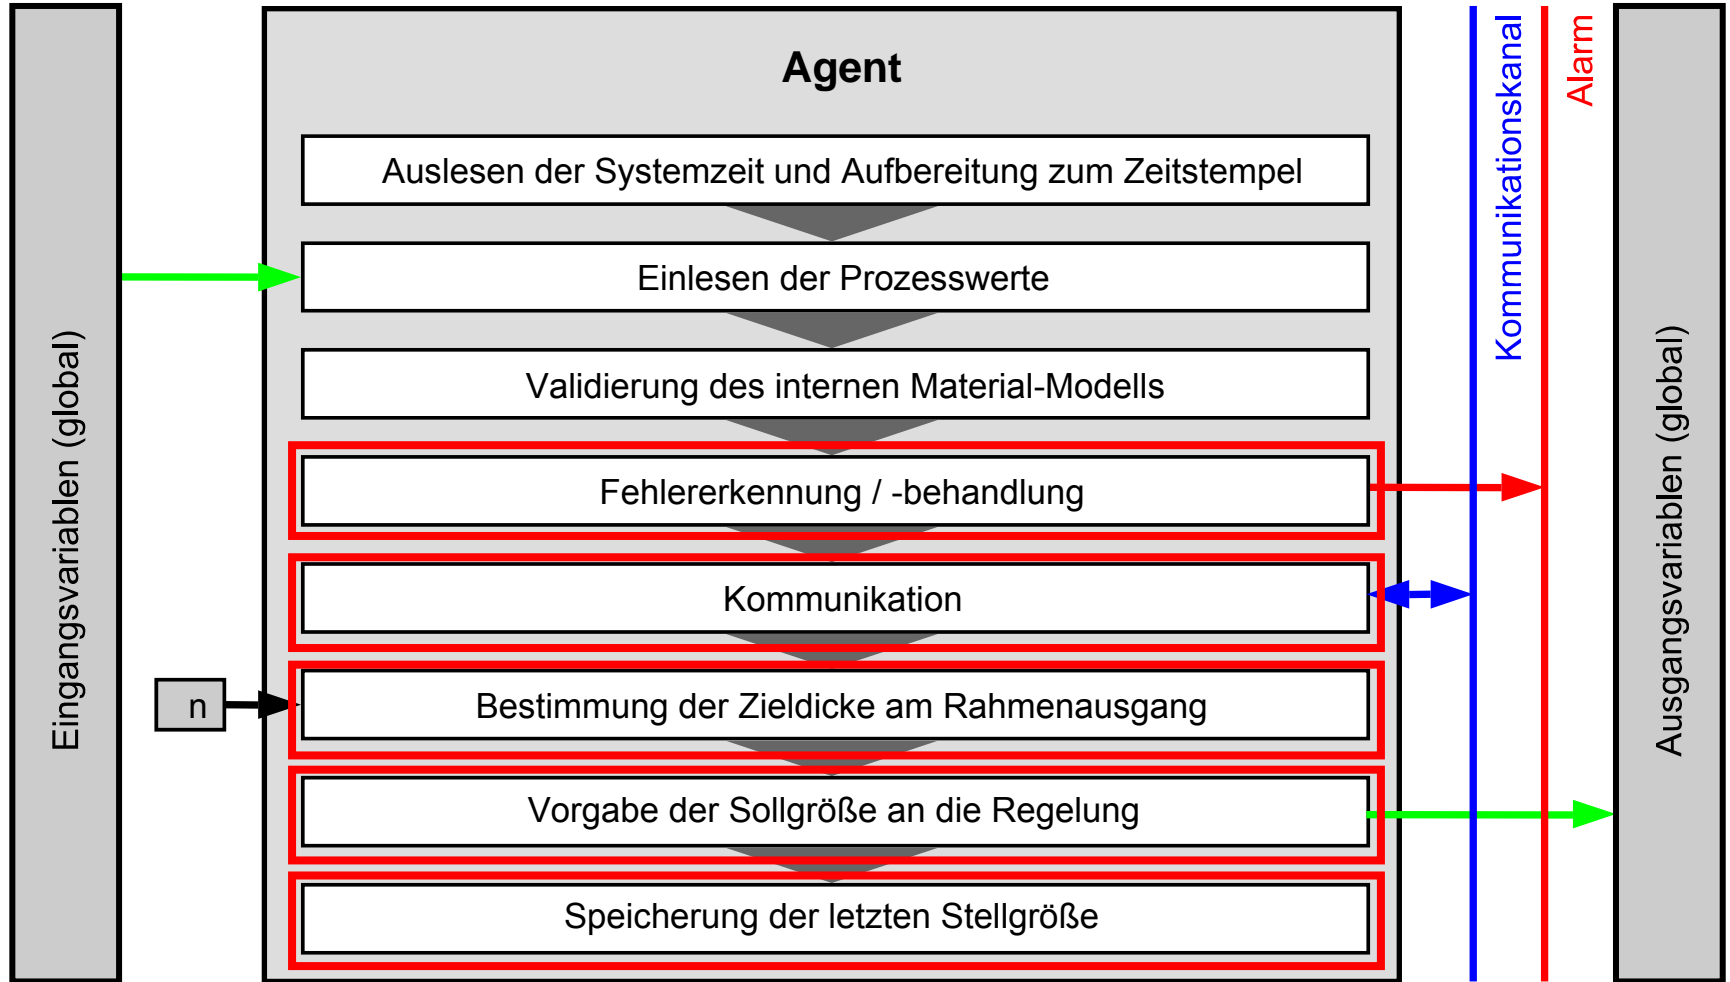 Eingangsvariablen (global)
Agent
Auslesen der Systemzeit und Aufbereitung zum Zeitstempel
Einlesen der Prozesswerte
Validierung des internen Material-Modells
Fehlererkennung / -behandlung
Kommunikation
n
Bestimmung der Zieldicke am Rahmenausgang
Vorgabe der Sollgröße an die Regelung
Speicherung der letzten Stellgröße
Kommunikationskanal
Alarm
Ausgangsvariablen (global)